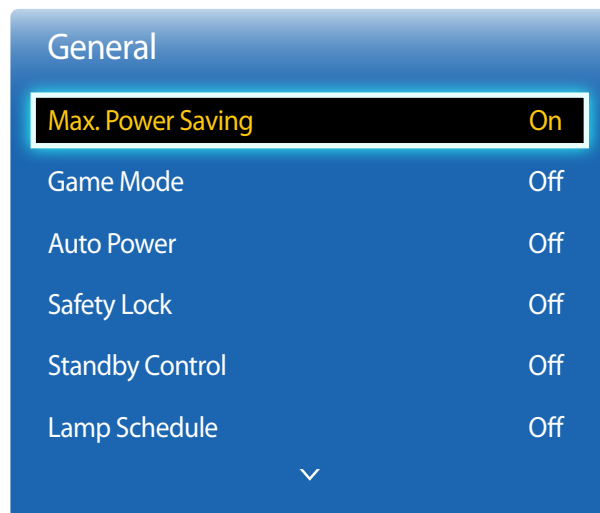 General
Max. Power Saving On
Game Mode Off
Auto Power Off
Safety Lock Off
Standby Control Off
Lamp Schedule Off